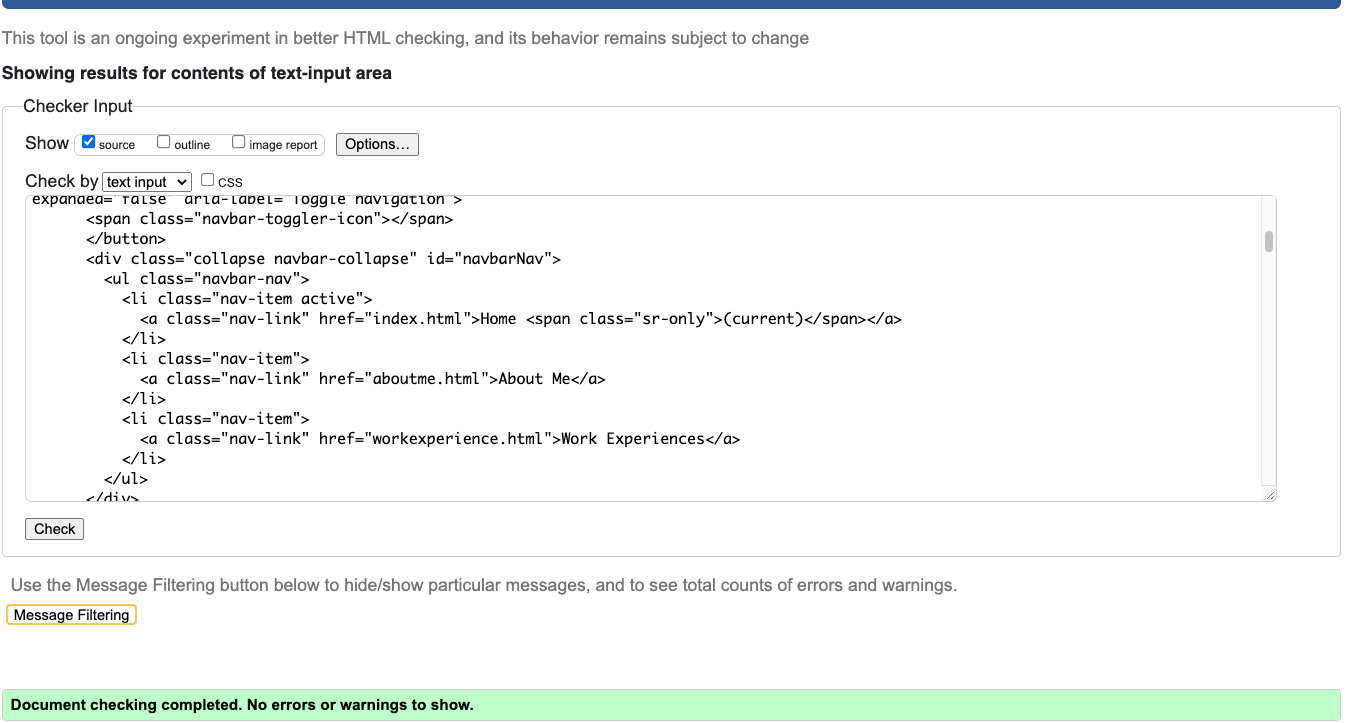 This tool is an ongoing experiment in better HTML checking, and its behavior remains subject to change
Showing results for contents of text-input area
Checker Input
Show source outline image report Options...
Check by text input CSS
expanded="false" aria-label="Toggle navigation">
<span class="navbar-toggler-icon"></span>
</button>
<div class="collapse navbar-collapse" id="navbarNav">
<ul class="navbar-nav">
<li class="nav-item active">
<a class="nav-link" href="index.html">Home <span class="sr-only">(current)</span></a>
</li>
<li class="nav-item">
<a class="nav-link" href="aboutme.html">About Me</a>
</li>
<li class="nav-item">
<a class="nav-link" href="workexperience.html">Work Experiences</a>
</li>
</ul>
</div>
Check
Use the Message Filtering button below to hide/show particular messages, and to see total counts of errors and warnings.
Message Filtering
Document checking completed. No errors or warnings to show.